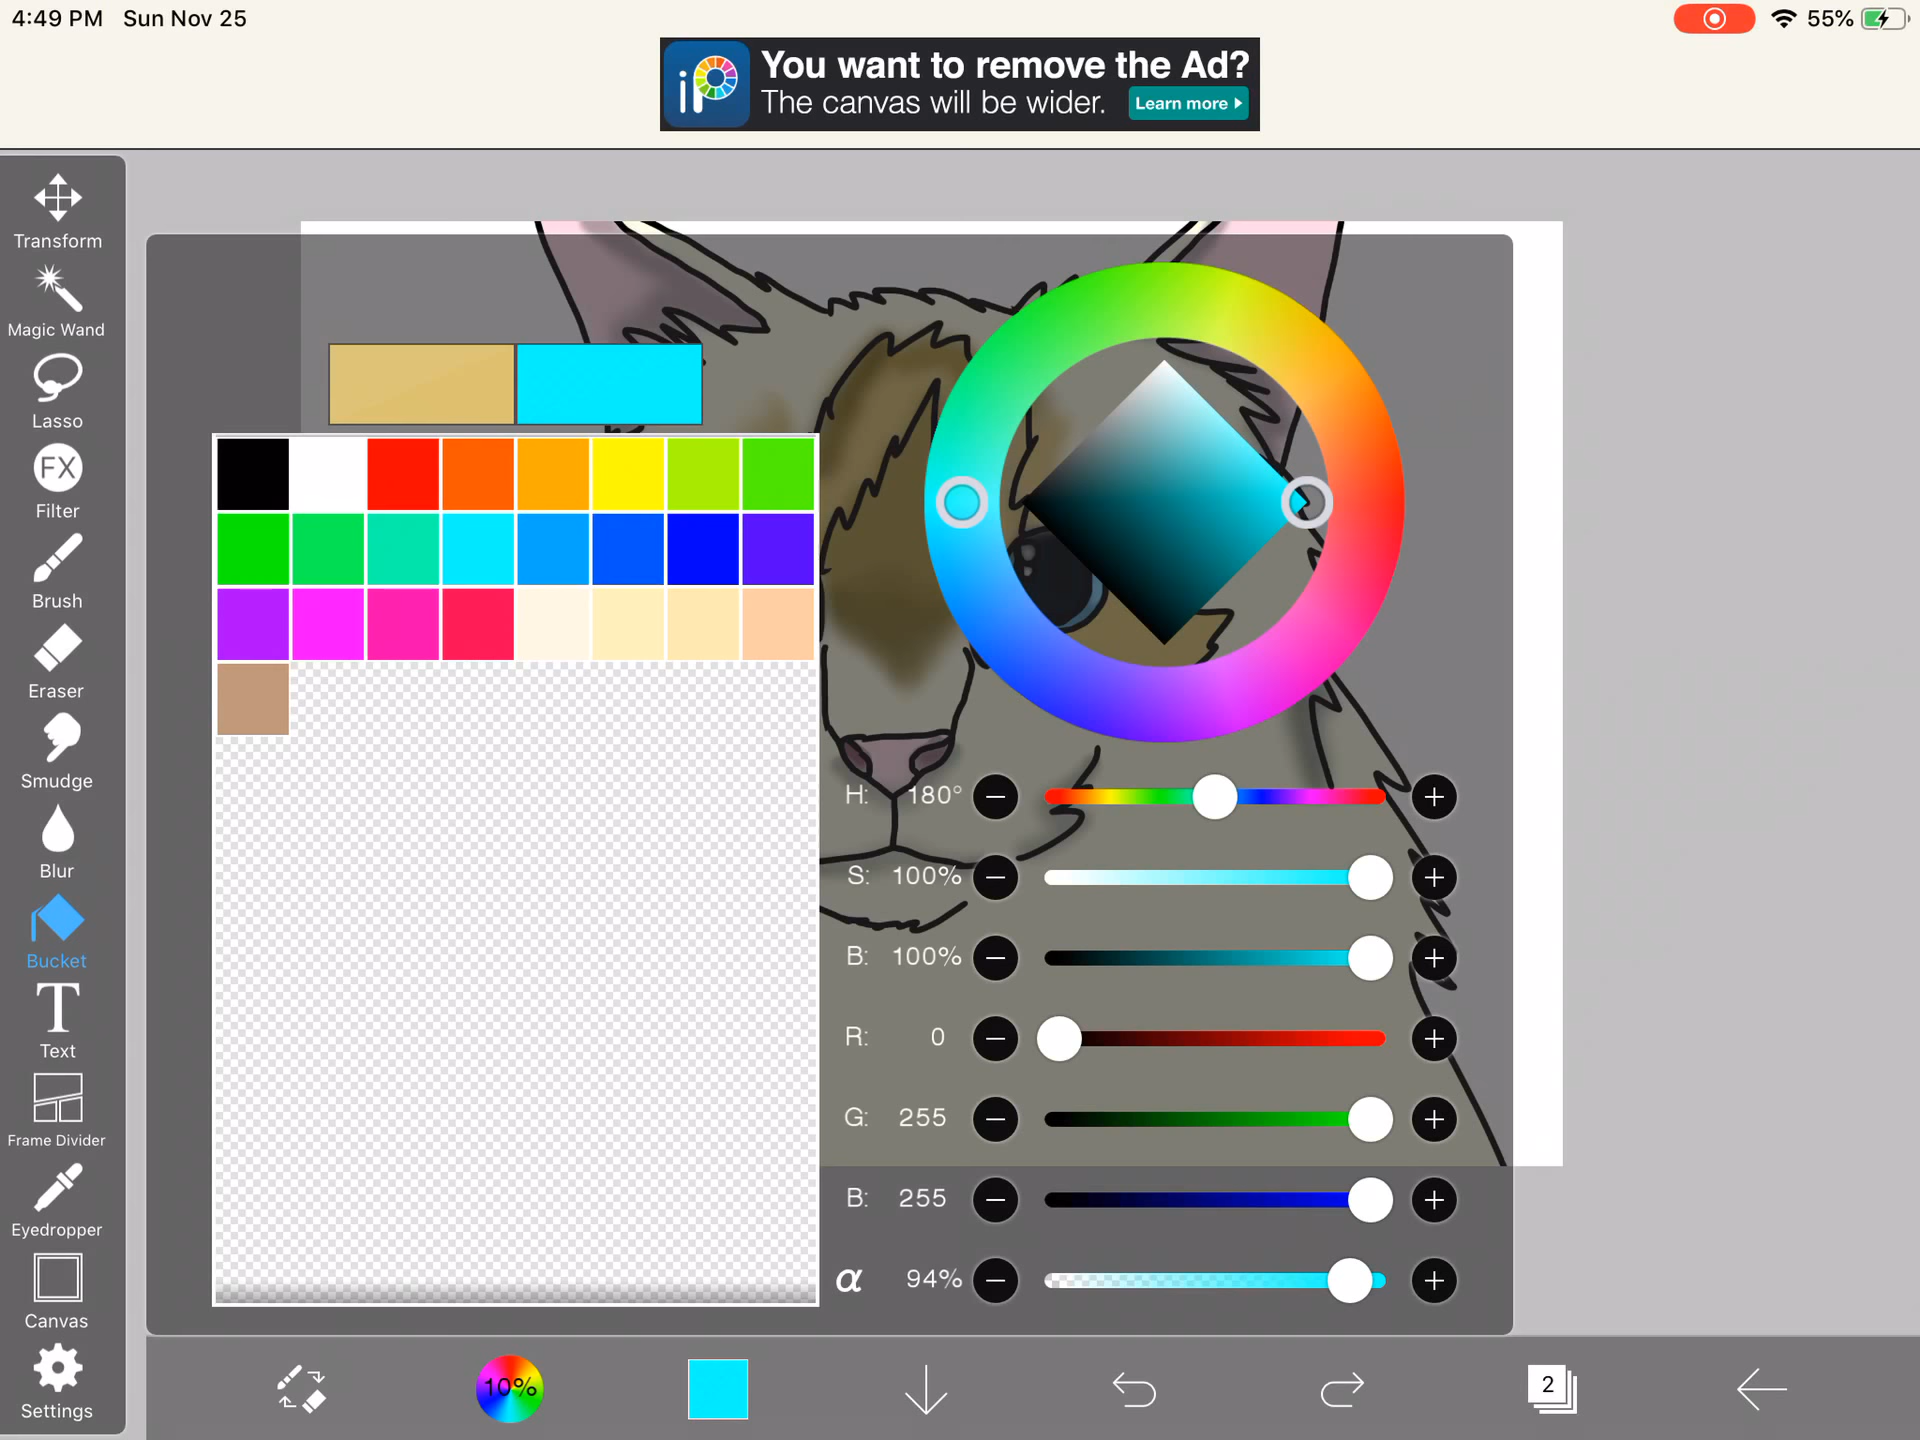 4:49 PM Sun Nov 25
55%
iP
You want to remove the Ad?
The canvas will be wider.
Learn more
Transform
Magic Wand
Lasso
FX
Filter
Brush
Eraser
Smudge
Blur
Bucket
T
Text
Frame Divider
Eyedropper
Canvas
Settings
H: 180°
S: 100%
B: 100%
R: 0
G: 255
B: 255
α 94%
10%
2